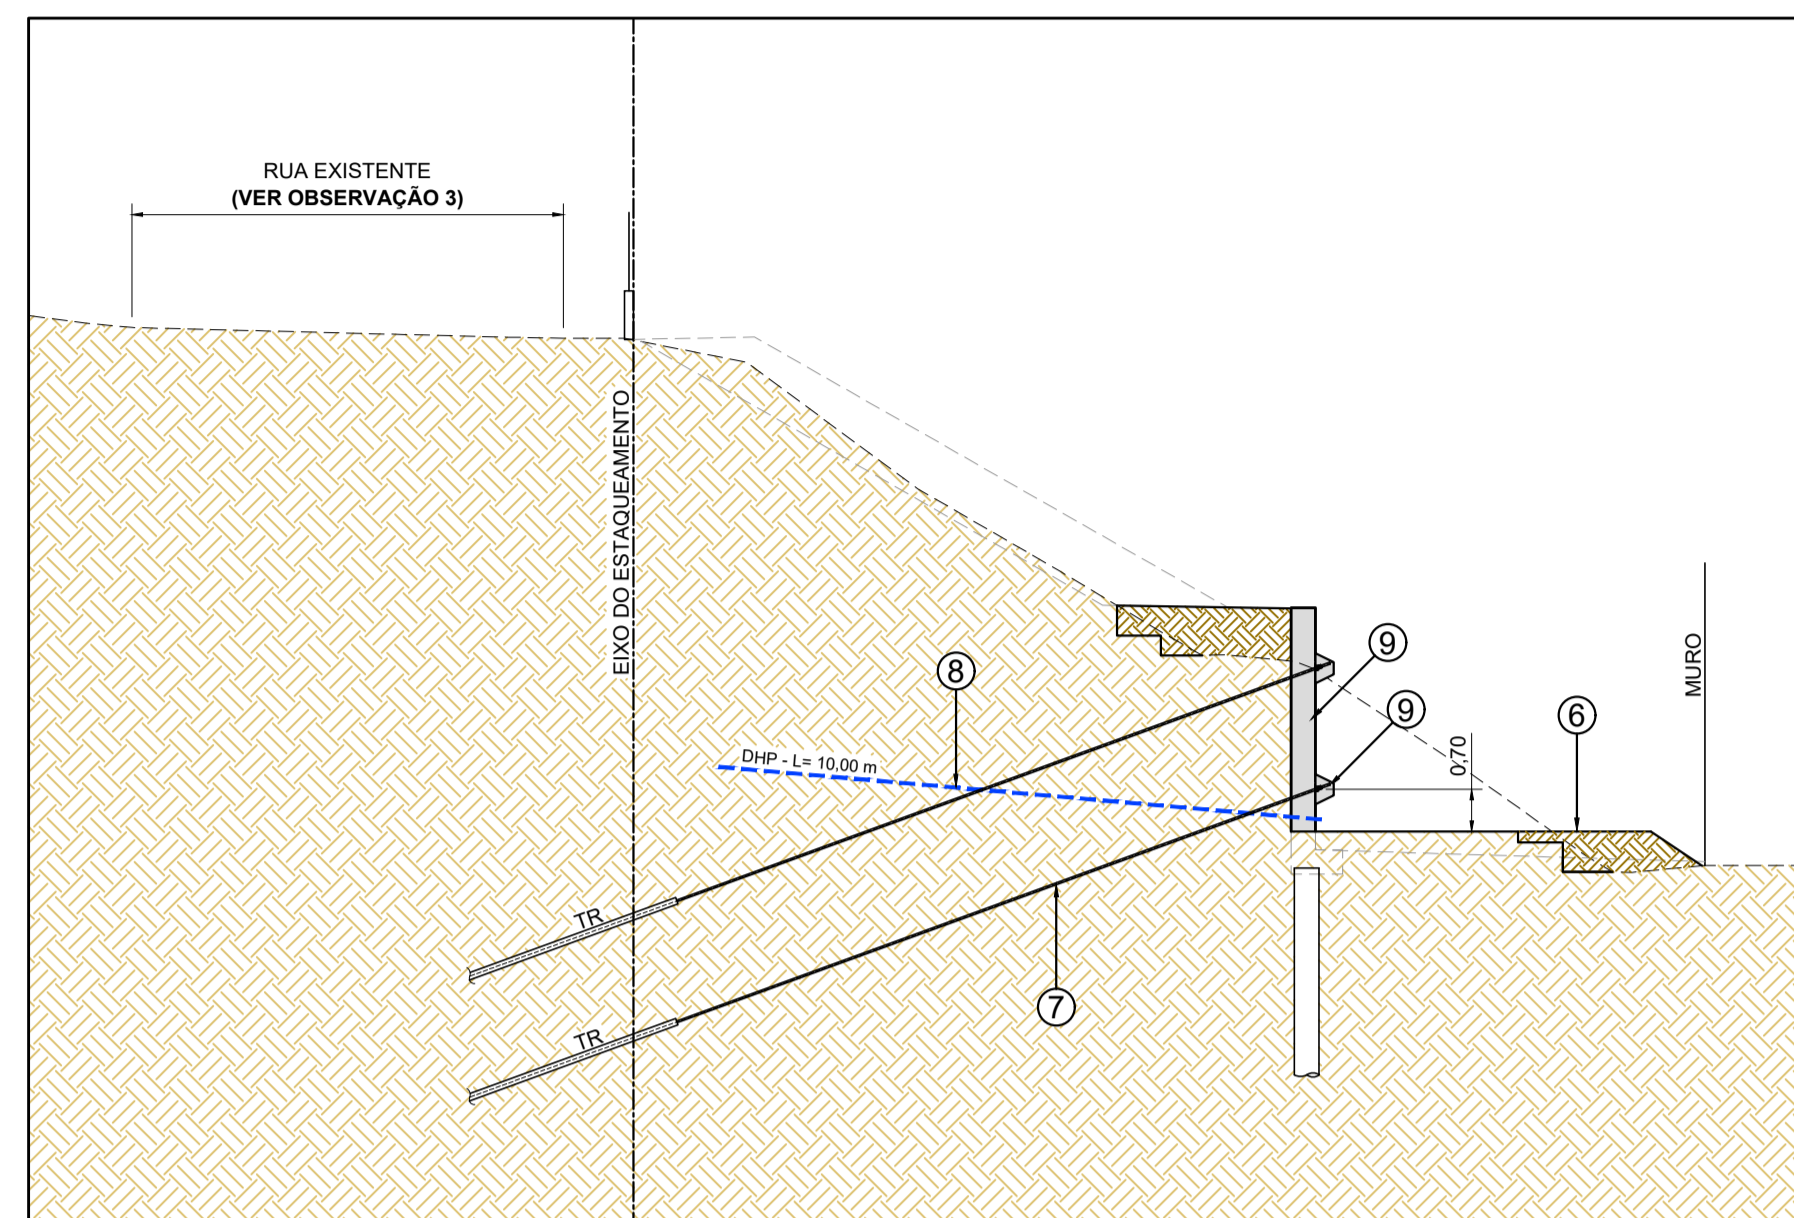 RUA EXISTENTE
(VER OBSERVAÇÃO 3)
EIXO DO ESTAQUEAMENTO
8
DHP - L= 10,00 m
9
9
6
0,70
MURO
TR
TR
7